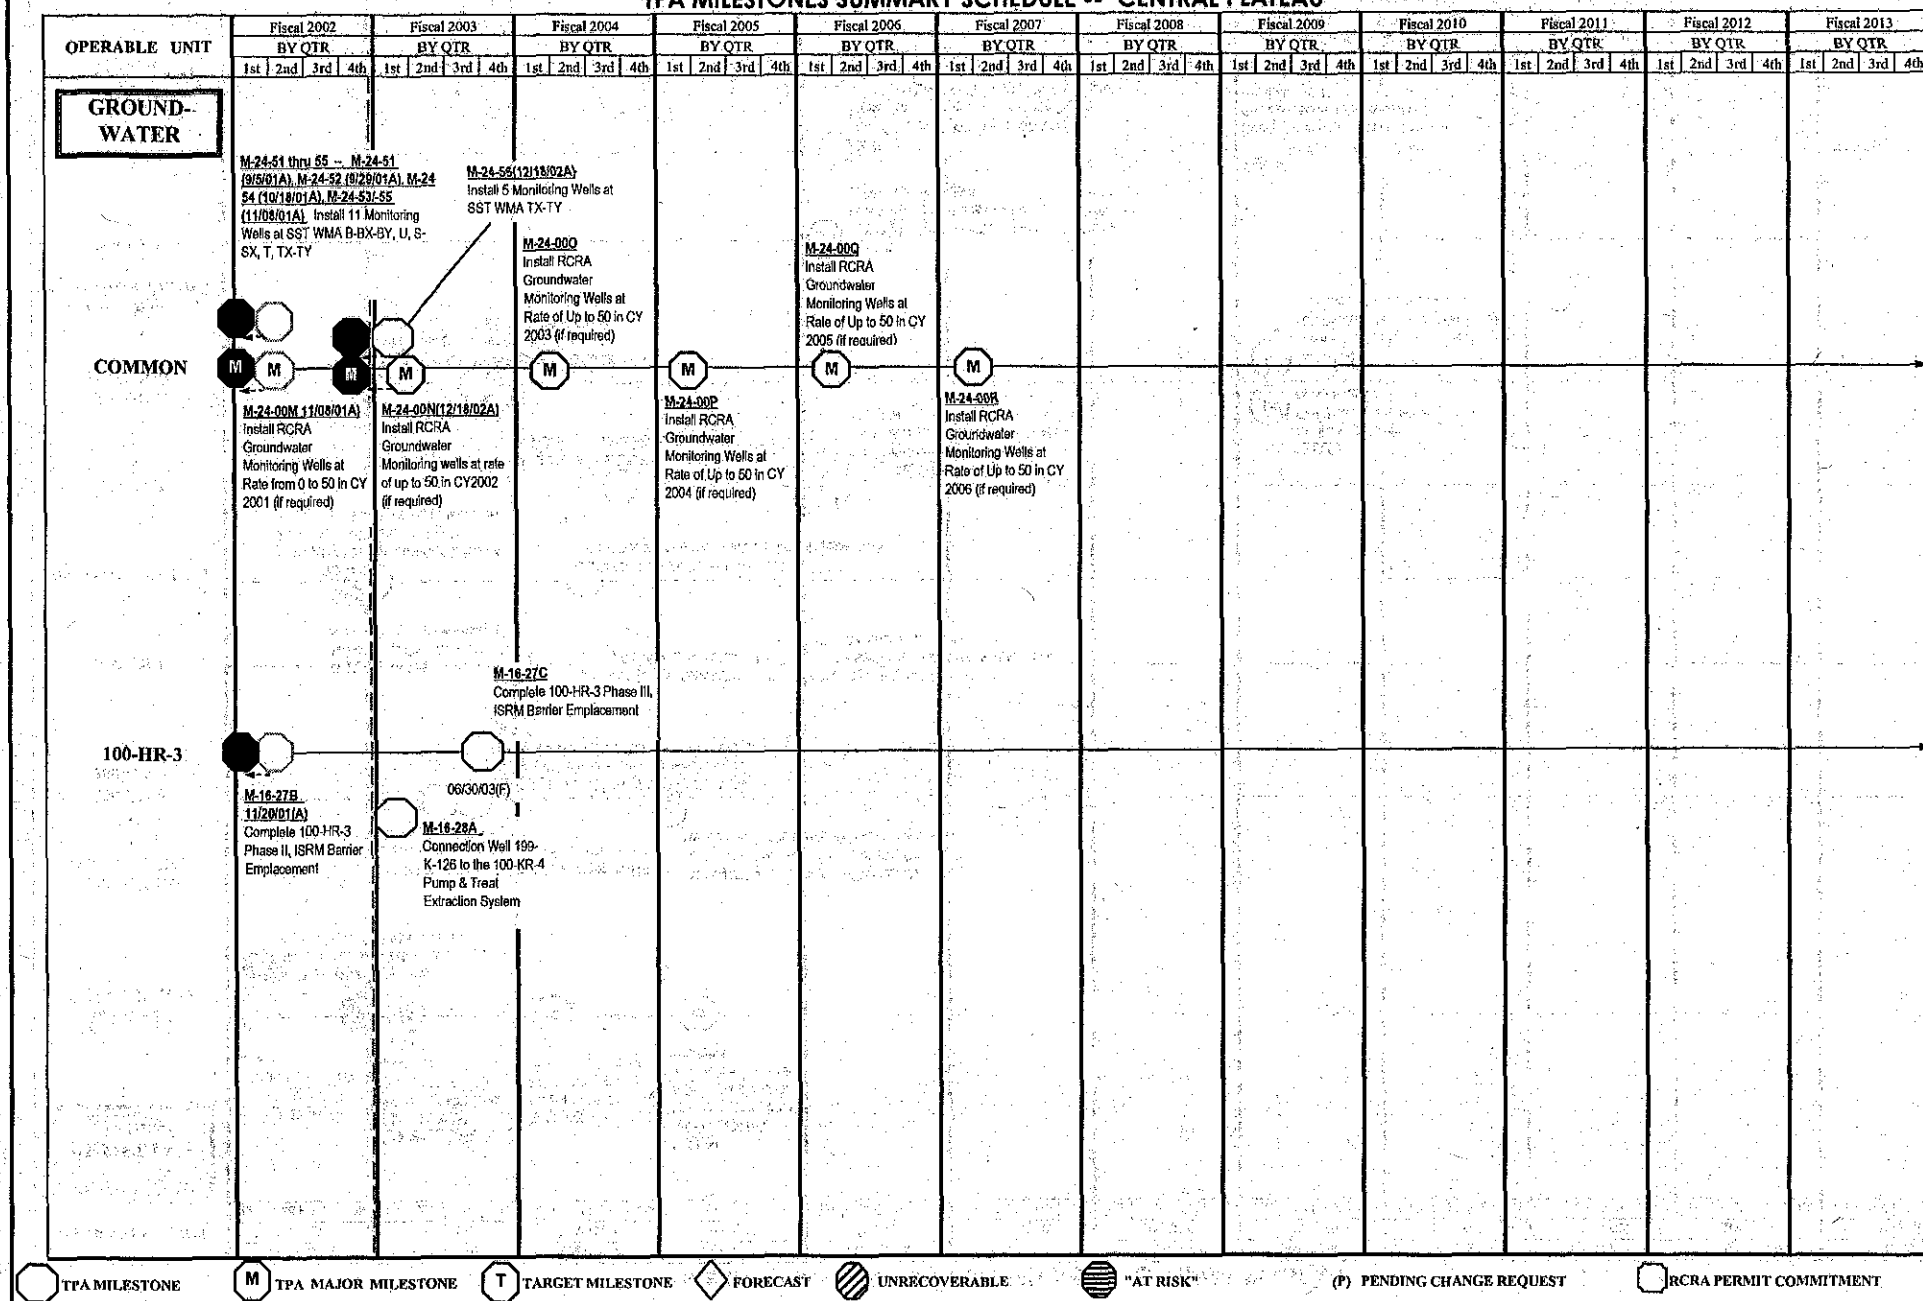 TPA MILESTONES SUMMARY SCHEDULE -- CENTRAL PLATEAU
OPERABLE UNIT
Fiscal 2002 Fiscal 2003 Fiscal 2004 Fiscal 2005 Fiscal 2006 Fiscal 2007 Fiscal 2008 Fiscal 2009 Fiscal 2010 Fiscal 2011 Fiscal 2012 Fiscal 2013
BY QTR BY QTR BY QTR BY QTR BY QTR BY QTR BY QTR BY QTR BY QTR BY QTR BY QTR BY QTR
1st 2nd 3rd 4th 1st 2nd 3rd 4th 1st 2nd 3rd 4th 1st 2nd 3rd 4th 1st 2nd 3rd 4th 1st 2nd 3rd 4th 1st 2nd 3rd 4th 1st 2nd 3rd 4th 1st 2nd 3rd 4th 1st 2nd 3rd 4th 1st 2nd 3rd 4th 1st 2nd 3rd 4th
GROUND-
WATER
M-24-51 thru 55 -- M-24-51
(9/5/01A), M-24-52 (9/29/01A), M-24
54 (10/18/01A), M-24-53/-55
(11/08/01A) Install 11 Monitoring
Wells at SST WMA B-BX-BY, U, S-
SX, T, TX-TY
M-24-56(12/18/02A)
Install 5 Monitoring Wells at
SST WMA TX-TY
M-24-00O
Install RCRA
Groundwater
Monitoring Wells at
Rate of Up to 50 in CY
2003 (if required)
M-24-00Q
Install RCRA
Groundwater
Monitoring Wells at
Rate of Up to 50 in CY
2005 (if required)
COMMON
M M M M M M M M
M-24-00M 11/08/01A)
Install RCRA
Groundwater
Monitoring Wells at
Rate from 0 to 50 in CY
2001 (if required)
M-24-00N(12/18/02A)
Install RCRA
Groundwater
Monitoring wells at rate
of up to 50 in CY2002
(if required)
M-24-00P
Install RCRA
Groundwater
Monitoring Wells at
Rate of Up to 50 in CY
2004 (if required)
M-24-00R
Install RCRA
Groundwater
Monitoring Wells at
Rate of Up to 50 in CY
2006 (if required)
M-16-27C
Complete 100-HR-3 Phase III,
ISRM Barrier Emplacement
100-HR-3
06/30/03(F)
M-16-27B
11/20/01(A)
Complete 100-HR-3
Phase II, ISRM Barrier
Emplacement
M-16-28A
Connection Well 199-
K-126 to the 100-KR-4
Pump & Treat
Extraction System
TPA MILESTONE
M TPA MAJOR MILESTONE
T TARGET MILESTONE
FORECAST
UNRECOVERABLE
"AT RISK"
(P) PENDING CHANGE REQUEST
RCRA PERMIT COMMITMENT